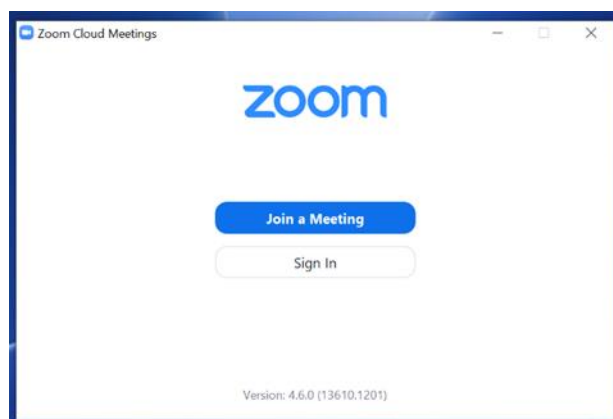 Zoom Cloud Meetings
zoom
Join a Meeting
Sign In
Version: 4.6.0 (13610.1201)